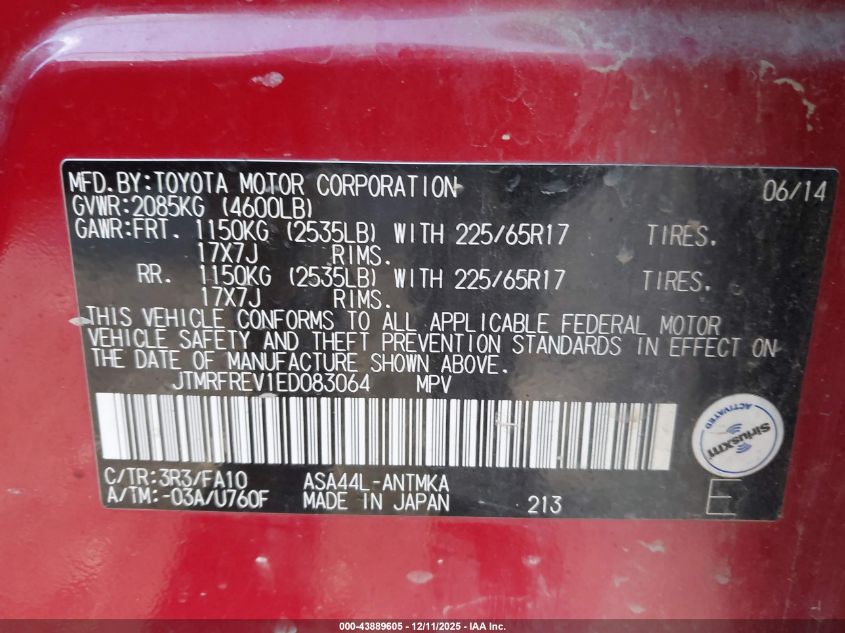 MFD.BY:TOYOTA MOTOR CORPORATION 06/14
GVWR:2085KG (4600LB)
GAWR:FRT. 1150KG (2535LB) WITH 225/65R17 TIRES.
17X7J RIMS.
RR. 1150KG (2535LB) WITH 225/65R17 TIRES.
17X7J RIMS.
THIS VEHICLE CONFORMS TO ALL APPLICABLE FEDERAL MOTOR
VEHICLE SAFETY AND THEFT PREVENTION STANDARDS IN EFFECT ON
THE DATE OF MANUFACTURE SHOWN ABOVE.
JTMRFREV1ED083064 MPV
ACTIVATED
SiriusXM
C/TR:3R3/FA10 ASA44L-ANTMKA
A/TM:-03A/U760F MADE IN JAPAN 213 E
000-43889605 - 12/11/2025 - IAA Inc.